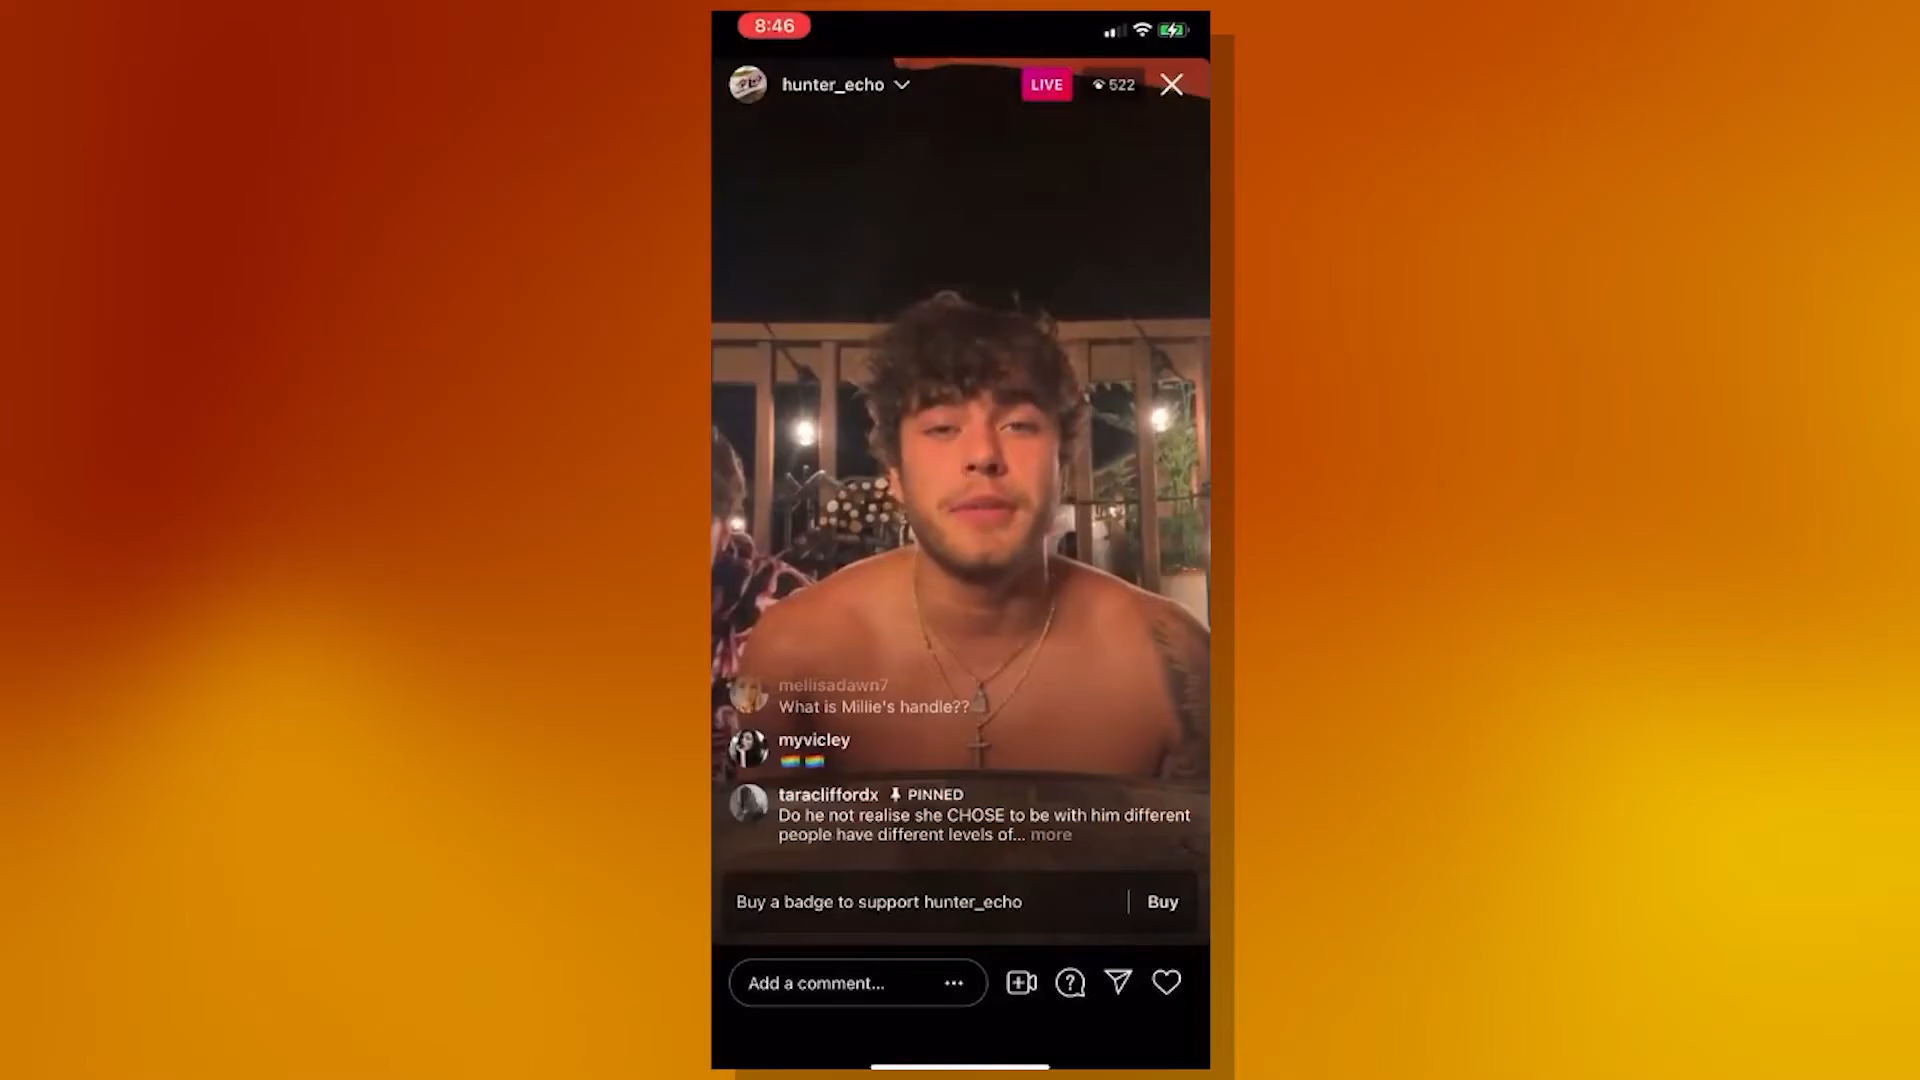 8:46
hunter_echo
LIVE
522
mellisadawn7
What is Millie's handle??
myvicley
taracliffordx PINNED
Do he not realise she CHOSE to be with him different
people have different levels of... more
Buy a badge to support hunter_echo
Buy
Add a comment...